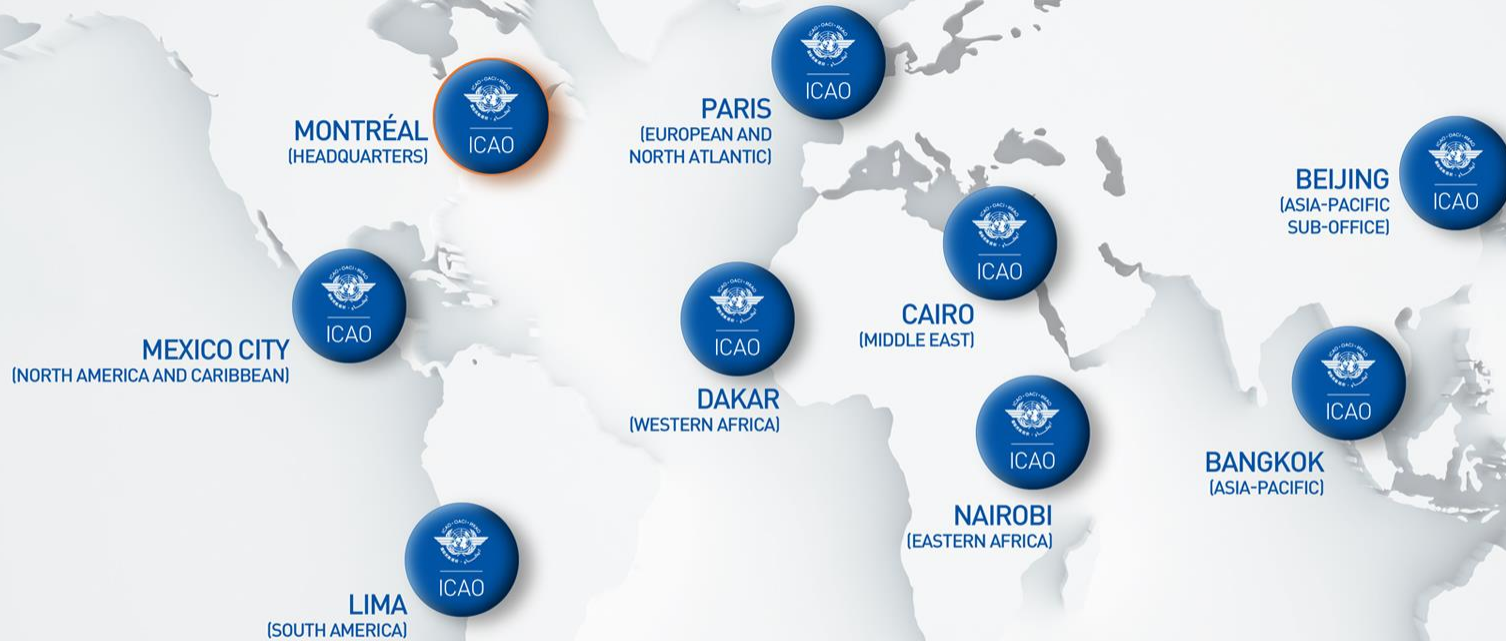 MONTRÉAL
(HEADQUARTERS)
ICAO
PARIS
(EUROPEAN AND
NORTH ATLANTIC)
ICAO
BEIJING
(ASIA-PACIFIC
SUB-OFFICE)
ICAO
MEXICO CITY
(NORTH AMERICA AND CARIBBEAN)
ICAO
DAKAR
(WESTERN AFRICA)
ICAO
CAIRO
(MIDDLE EAST)
ICAO
BANGKOK
(ASIA-PACIFIC)
ICAO
NAIROBI
(EASTERN AFRICA)
ICAO
LIMA
(SOUTH AMERICA)
ICAO